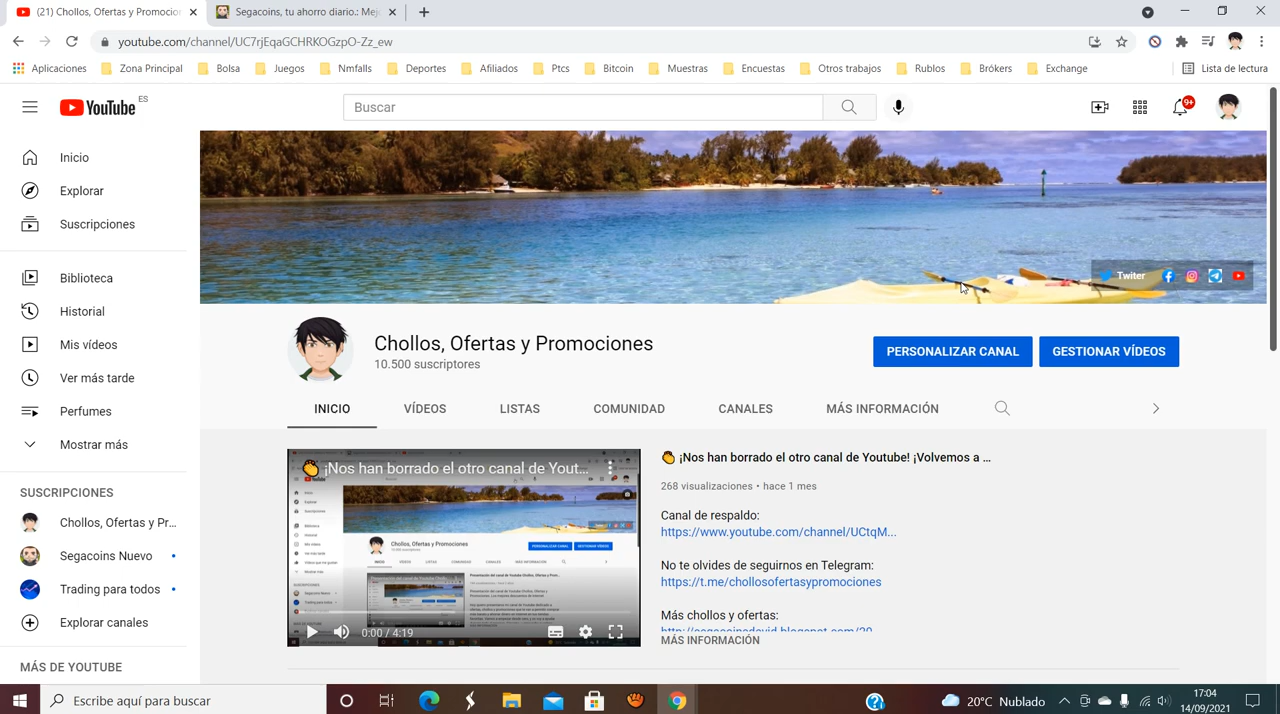 (21) Chollos, Ofertas y Promocion
Segacoins, tu ahorro diario.: Mej
youtube.com/channel/UC7rjEqaGCHRKOGzpO-Zz_ew
Aplicaciones
Zona Principal
Bolsa
Juegos
Nmfalls
Deportes
Afiliados
Ptcs
Bitcoin
Muestras
Encuestas
Otros trabajos
Rublos
Brókers
Exchange
Lista de lectura
YouTube ES
Buscar
9+
Inicio
Explorar
Suscripciones
Biblioteca
Historial
Mis vídeos
Ver más tarde
Perfumes
Mostrar más
SUSCRIPCIONES
Chollos, Ofertas y Pr...
Segacoins Nuevo
Trading para todos
Explorar canales
MÁS DE YOUTUBE
Twiter
Chollos, Ofertas y Promociones
10.500 suscriptores
PERSONALIZAR CANAL
GESTIONAR VÍDEOS
INICIO
VÍDEOS
LISTAS
COMUNIDAD
CANALES
MÁS INFORMACIÓN
¡Nos han borrado el otro canal de Yout...
Chollos, Ofertas y Promociones
0:00 / 4:19
¡Nos han borrado el otro canal de Youtube! ¡Volvemos a ...
268 visualizaciones • hace 1 mes
Canal de respaldo:
https://www.youtube.com/channel/UCtqM...
No te olvides de seguirnos en Telegram:
https://t.me/chollosofertasypromociones
Más chollos y ofertas:
MÁS INFORMACIÓN
Escribe aquí para buscar
20°C Nublado
17:04
14/09/2021